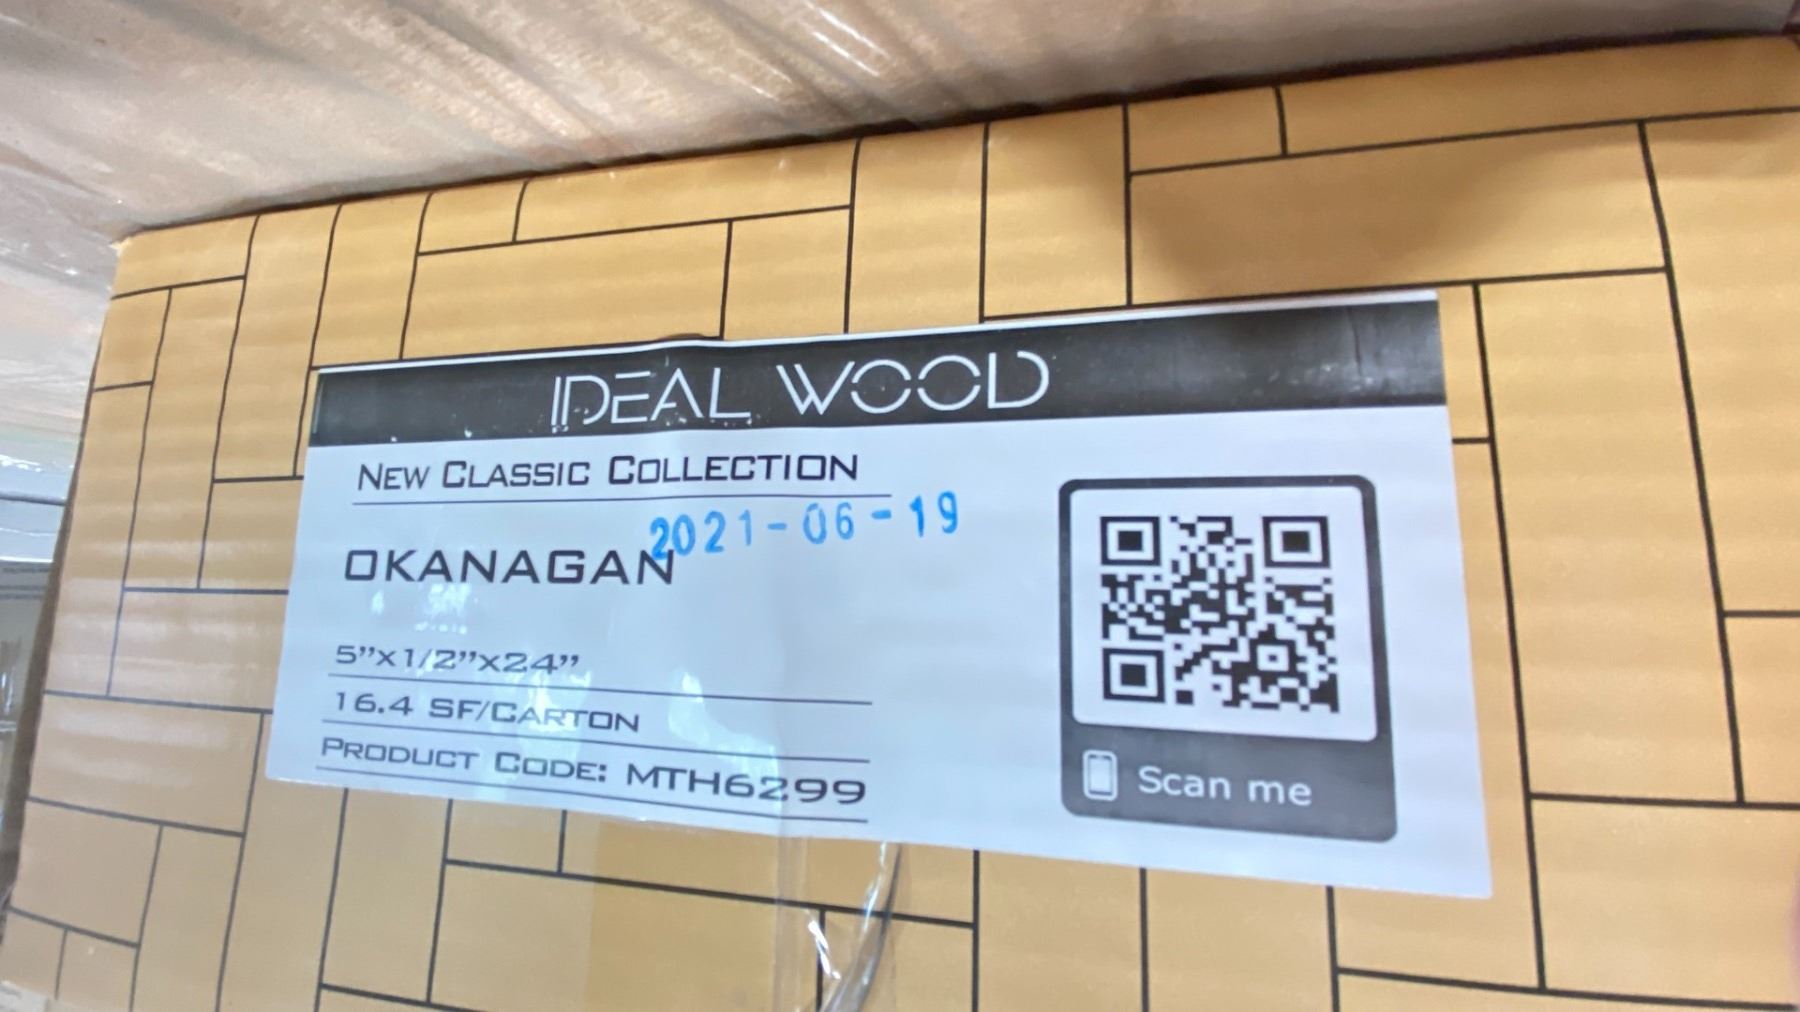 IDEAL WOOD
NEW CLASSIC COLLECTION
2021-06-19
OKANAGAN
5”x1/2”x24”
16.4 SF/CARTON
PRODUCT CODE: MTH6299
Scan me